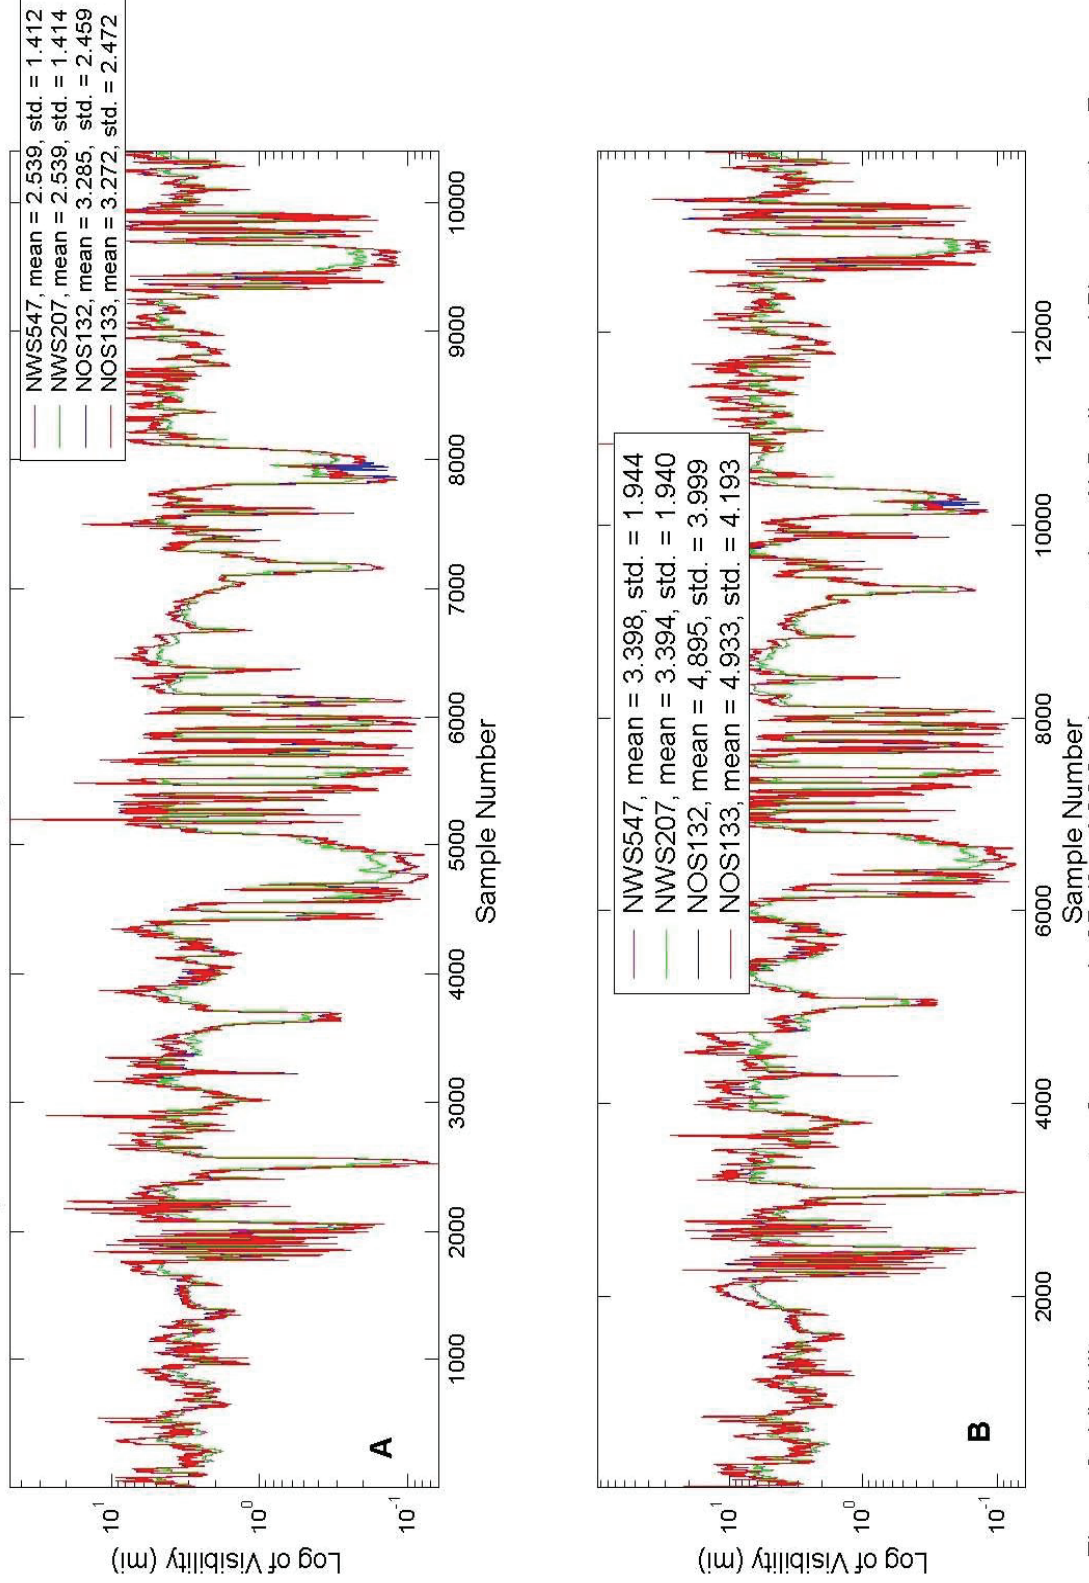 NWS547, mean = 2.539, std. = 1.412
NWS207, mean = 2.539, std. = 1.414
NOS132, mean = 3.285, std. = 2.459
NOS133, mean = 3.272, std. = 2.472
Log of Visibility (mi)
10^1
10^0
10^-1
A
1000
2000
3000
4000
5000
6000
7000
8000
9000
10000
Sample Number
NWS547, mean = 3.398, std. = 1.944
NWS207, mean = 3.394, std. = 1.940
NOS132, mean = 4,895, std. = 3.999
NOS133, mean = 4.933, std. = 4.193
Log of Visibility (mi)
10^1
10^0
10^-1
B
2000
4000
6000
8000
10000
12000
Sample Number